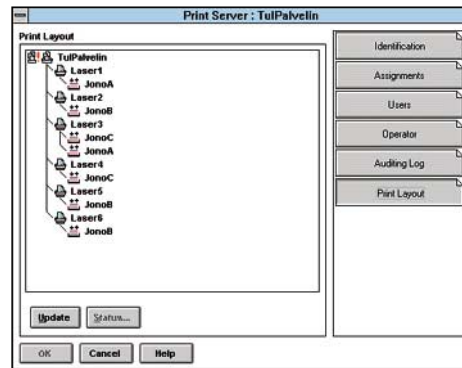 Print Server : TulPalvelin
Print Layout
TulPalvelin
Laser1
JonoA
Laser2
JonoB
Laser3
JonoC
JonoA
Laser4
JonoC
Laser5
JonoB
Laser6
JonoB
Update
Status...
OK
Cancel
Help
Identification
Assignments
Users
Operator
Auditing Log
Print Layout